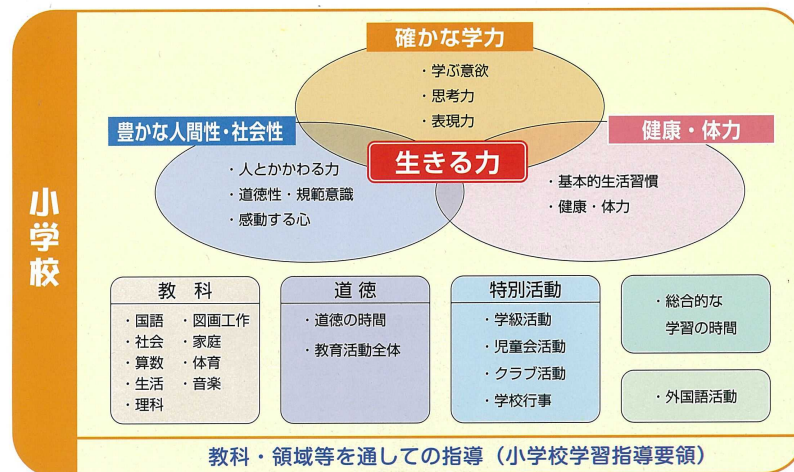 小学校
確かな学力
・学ぶ意欲
・思考力
・表現力
豊かな人間性・社会性
健康・体力
生きる力
・人とかかわる力
・道徳性・規範意識
・感動する心
・基本的生活習慣
・健康・体力
教 科
・国語 ・図画工作
・社会 ・家庭
・算数 ・体育
・生活 ・音楽
・理科
道 徳
・道徳の時間
・教育活動全体
特別活動
・学級活動
・児童会活動
・クラブ活動
・学校行事
・総合的な
学習の時間
・外国語活動
教科・領域等を通しての指導（小学校学習指導要領）